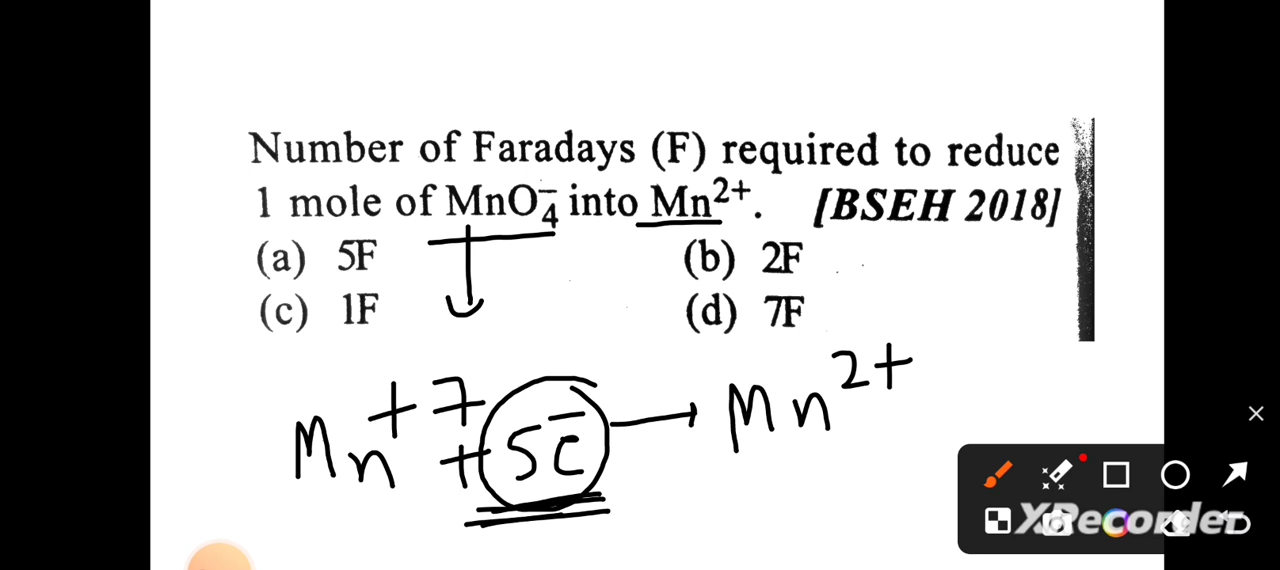 Number of Faradays (F) required to reduce
1 mole of MnO₄⁻ into Mn²⁺. [BSEH 2018]
(a) 5F (b) 2F
(c) 1F (d) 7F
Mn⁺⁷ + 5e⁻ → Mn²⁺
XRecorder